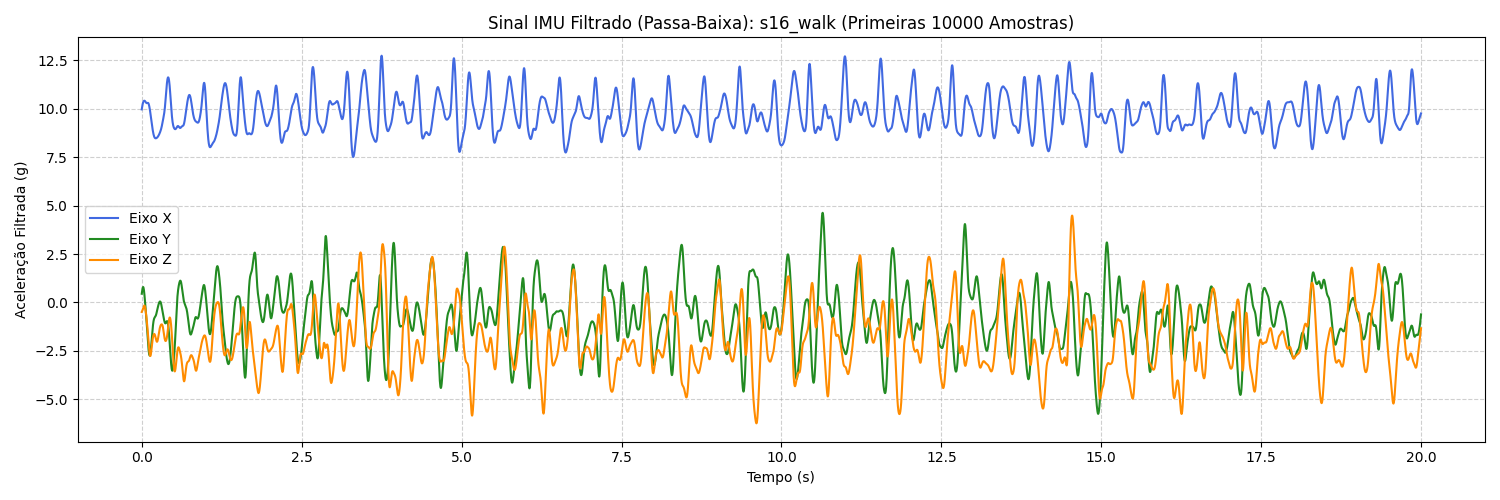 Sinal IMU Filtrado (Passa-Baixa): s16_walk (Primeiras 10000 Amostras)
Aceleração Filtrada (g)
12.5
10.0
7.5
5.0
2.5
0.0
−2.5
−5.0
Eixo X
Eixo Y
Eixo Z
0.0 2.5 5.0 7.5 10.0 12.5 15.0 17.5 20.0
Tempo (s)